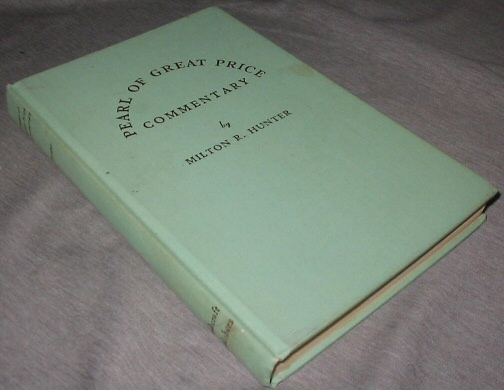 PEARL OF GREAT PRICE
COMMENTARY
by
MILTON R. HUNTER